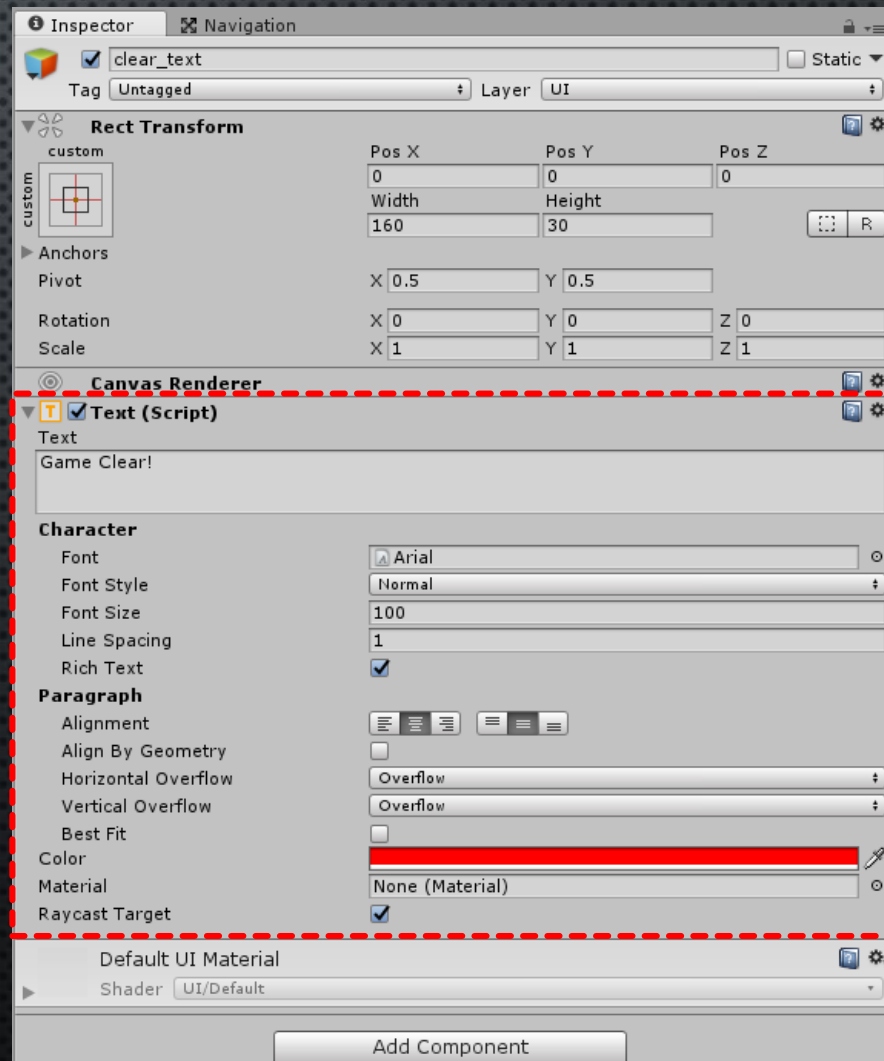 Inspector Navigation
clear_text Static
Tag Untagged Layer UI
Rect Transform
custom Pos X Pos Y Pos Z
custom 0 0 0
Width Height
160 30
R
Anchors
Pivot X 0.5 Y 0.5
Rotation X 0 Y 0 Z 0
Scale X 1 Y 1 Z 1
Canvas Renderer
T Text (Script)
Text
Game Clear!
Character
Font Arial
Font Style Normal
Font Size 100
Line Spacing 1
Rich Text
Paragraph
Alignment
Align By Geometry
Horizontal Overflow Overflow
Vertical Overflow Overflow
Best Fit
Color
Material None (Material)
Raycast Target
Default UI Material
Shader UI/Default
Add Component